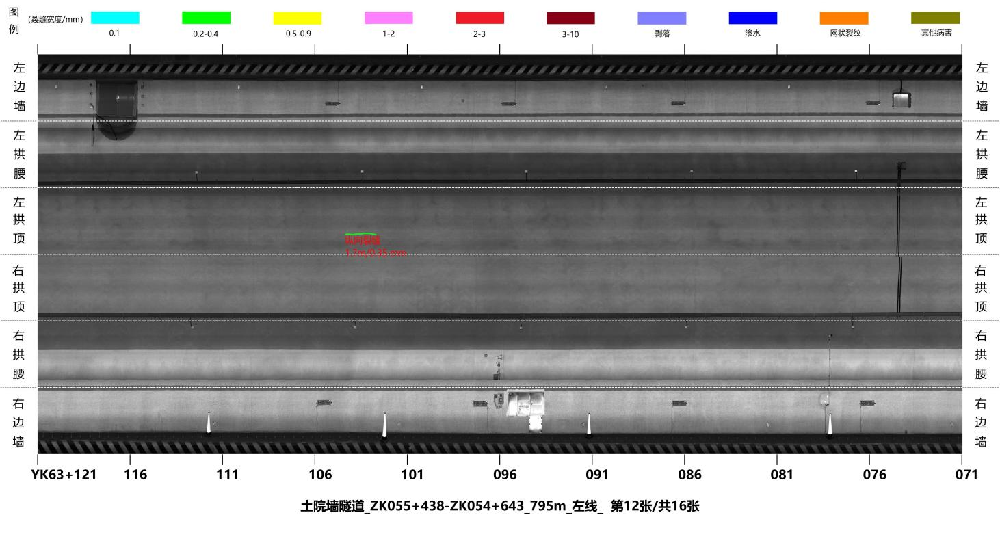 图例
(裂缝宽度/mm)
0.1
0.2-0.4
0.5-0.9
1-2
2-3
3-10
剥落
渗水
网状裂纹
其他病害
左边墙
左边墙
左拱腰
左拱腰
左拱顶
左拱顶
纵向裂缝
1.7m/0.35 mm
右拱顶
右拱顶
右拱腰
右拱腰
右边墙
右边墙
YK63+121
116
111
106
101
096
091
086
081
076
071
土院墙隧道_ZK055+438-ZK054+643_795m_左线_ 第12张/共16张